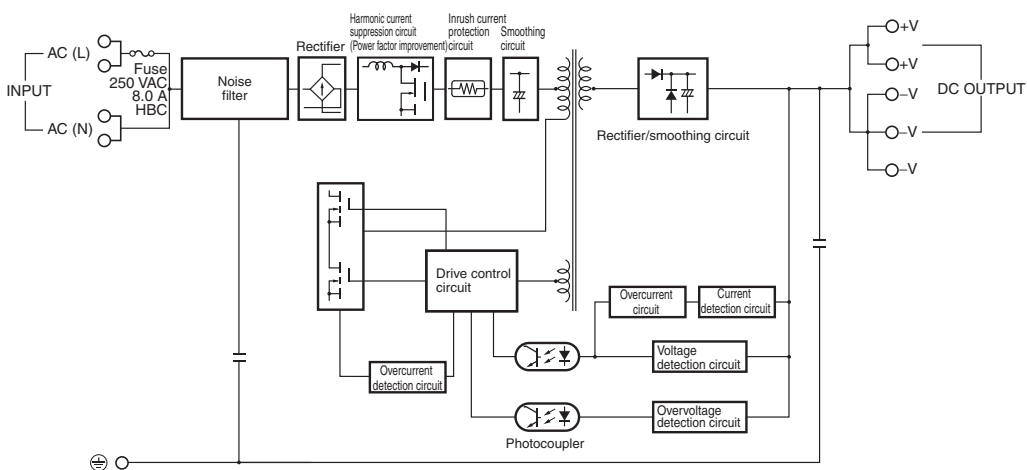 INPUT
AC (L)
AC (N)
Fuse
250 VAC
8.0 A
HBC
Noise
filter
Rectifier
Harmonic current
suppression circuit
(Power factor improvement)
Inrush current
protection
circuit
Smoothing
circuit
Rectifier/smoothing circuit
+V
+V
−V
−V
−V
DC OUTPUT
Drive control
circuit
Overcurrent
detection circuit
Overcurrent
circuit
Current
detection circuit
Voltage
detection circuit
Overvoltage
detection circuit
Photocoupler